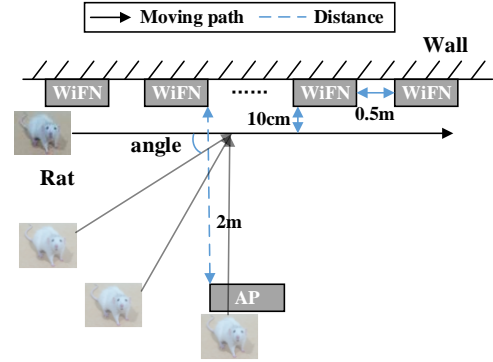 Moving path Distance
Wall
WiFN WiFN ...... WiFN WiFN
10cm 0.5m
angle
Rat
2m
AP